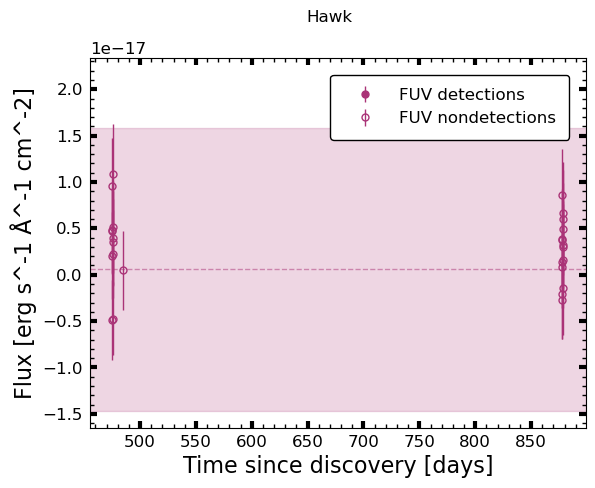 Hawk
1e−17
FUV detections
FUV nondetections
2.0
1.5
1.0
0.5
0.0
−0.5
−1.0
−1.5
Flux [erg s^-1 Å^-1 cm^-2]
500 550 600 650 700 750 800 850
Time since discovery [days]